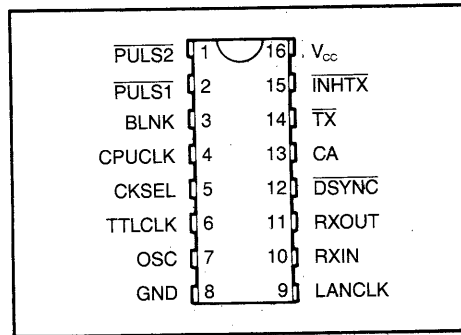 PULS2 1 16 Vcc
PULS1 2 15 INHTX
BLNK 3 14 TX
CPUCLK 4 13 CA
CKSEL 5 12 DSYNC
TTLCLK 6 11 RXOUT
OSC 7 10 RXIN
GND 8 9 LANCLK